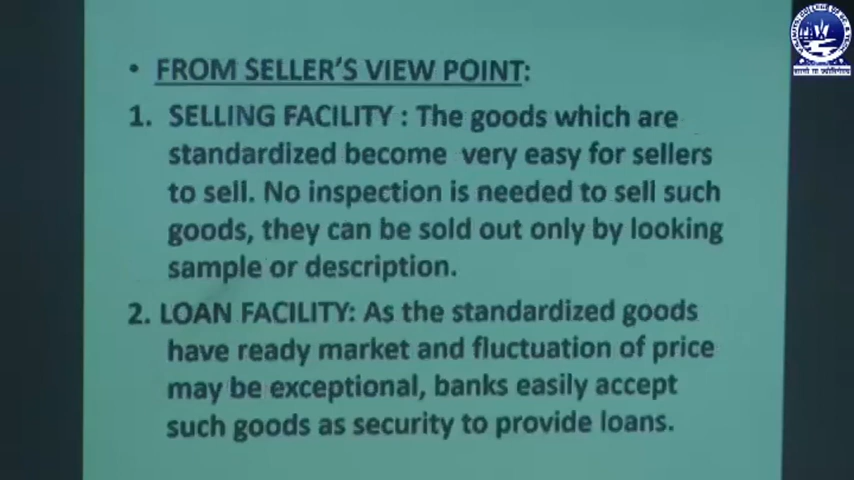 • FROM SELLER'S VIEW POINT:
1. SELLING FACILITY : The goods which are
standardized become very easy for sellers
to sell. No inspection is needed to sell such
goods, they can be sold out only by looking
sample or description.
2. LOAN FACILITY: As the standardized goods
have ready market and fluctuation of price
may be exceptional, banks easily accept
such goods as security to provide loans.